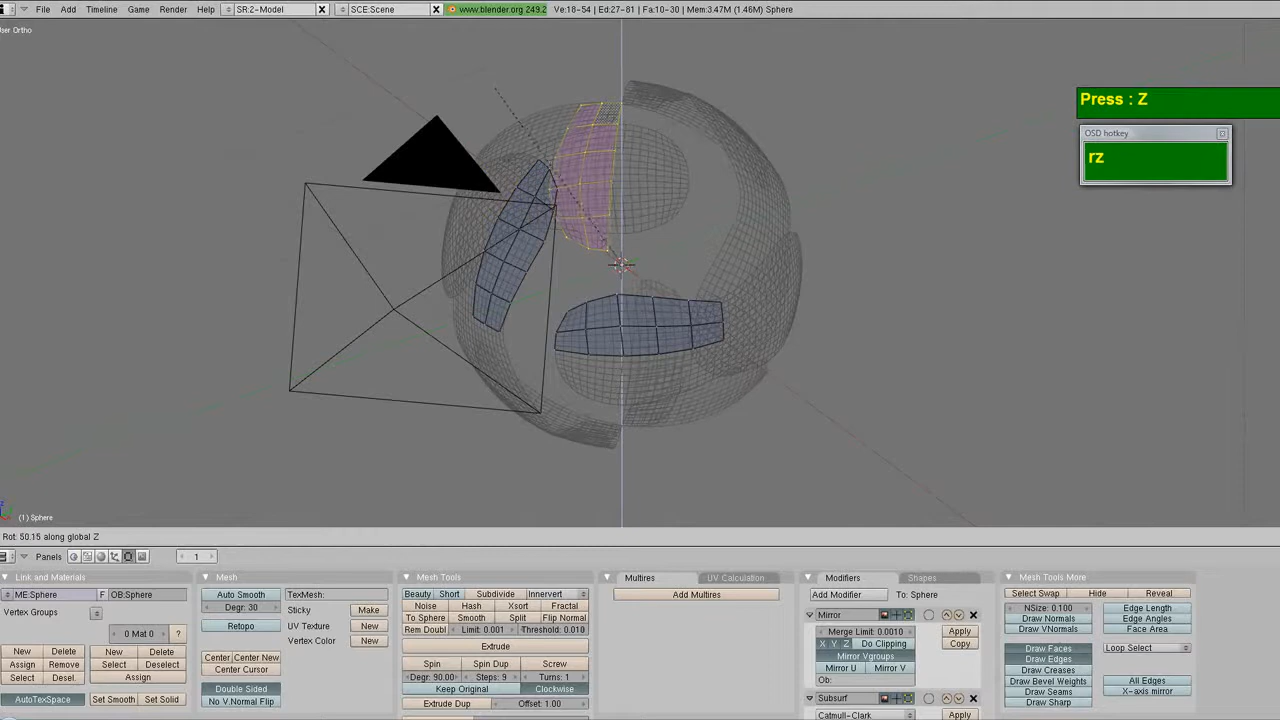 File Add Timeline Game Render Help SR:2-Model SCE:Scene www.blender.org 249.2 Ve:18-54 | Ed:27-81 | Fa:10-30 | Mem:3.47M (1.46M) Sphere
User Ortho
Press : Z
OSD hotkey
rz
(1) Sphere
Rot: 50.15 along global Z
Panels 1
Link and Materials
ME:Sphere F OB:Sphere
Vertex Groups
0 Mat 0 ?
New Delete New Delete
Assign Remove Select Deselect
Select Desel. Assign
AutoTexSpace Set Smooth Set Solid
Mesh
Auto Smooth TexMesh:
Degr: 30 Sticky Make
Retopo UV Texture New
Vertex Color New
Center Center New
Center Cursor
Double Sided
No V.Normal Flip
Mesh Tools
Beauty Short Subdivide Innervert
Noise Hash Xsort Fractal
To Sphere Smooth Split Flip Normal
Rem Doubl Limit: 0.001 Threshold: 0.010
Extrude
Spin Spin Dup Screw
Degr: 90.00 Steps: 9 Turns: 1
Keep Original Clockwise
Extrude Dup Offset: 1.00
Multires UV Calculation
Add Multires
Modifiers Shapes
Add Modifier To: Sphere
Mirror
Merge Limit: 0.0010 Apply
X Y Z Do Clipping Copy
Mirror Vgroups
Mirror U Mirror V
Ob:
Subsurf
Catmull-Clark Apply
Mesh Tools More
Select Swap Hide Reveal
NSize: 0.100 Edge Length
Draw Normals Edge Angles
Draw VNormals Face Area
Draw Faces Loop Select
Draw Edges
Draw Creases
Draw Bevel Weights All Edges
Draw Seams X-axis mirror
Draw Sharp